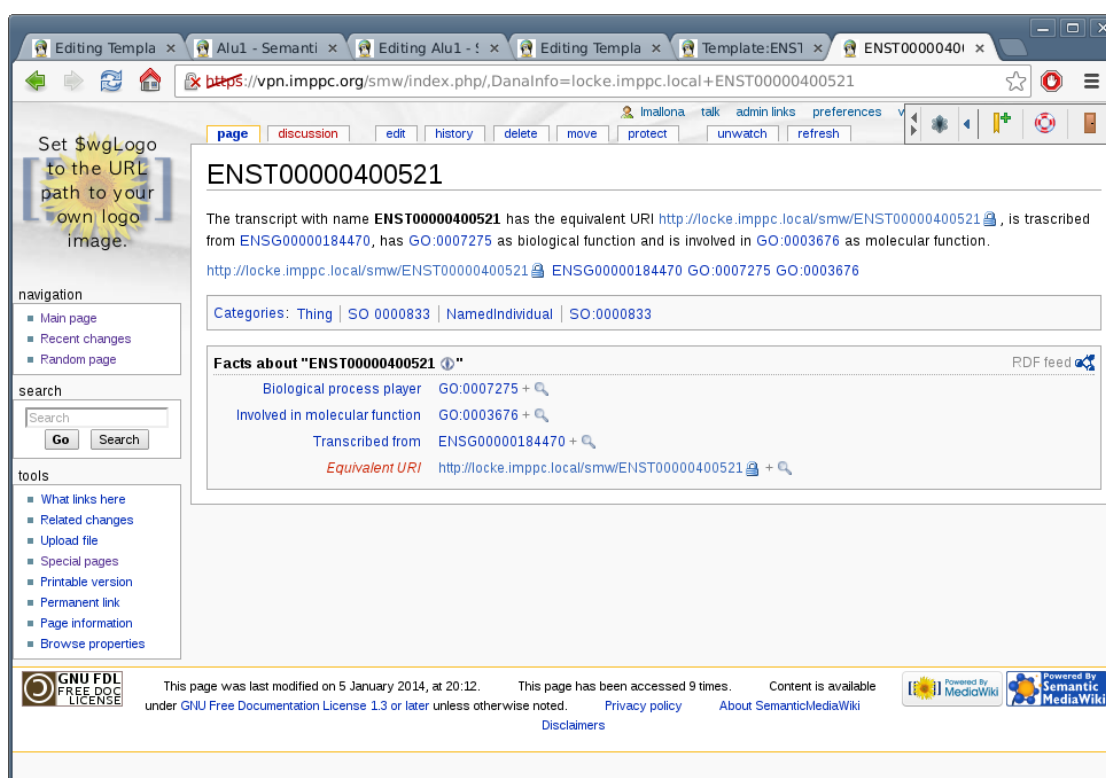 Editing Templa
Alu1 - Semanti
Editing Alu1 - S
Editing Templa
Template:ENST
ENST0000040
https://vpn.imppc.org/smw/index.php/,DanaInfo=locke.imppc.local+ENST00000400521
lmallona talk admin links preferences
page discussion edit history delete move protect unwatch refresh
Set $wgLogo
to the URL
path to your
own logo
image.
ENST00000400521
The transcript with name ENST00000400521 has the equivalent URI http://locke.imppc.local/smw/ENST00000400521 , is trascribed
from ENSG00000184470, has GO:0007275 as biological function and is involved in GO:0003676 as molecular function.
http://locke.imppc.local/smw/ENST00000400521 ENSG00000184470 GO:0007275 GO:0003676
Categories: Thing | SO 0000833 | NamedIndividual | SO:0000833
Facts about "ENST00000400521 "
RDF feed
Biological process player GO:0007275 +
Involved in molecular function GO:0003676 +
Transcribed from ENSG00000184470 +
Equivalent URI http://locke.imppc.local/smw/ENST00000400521 +
navigation
Main page
Recent changes
Random page
search
Search
Go Search
tools
What links here
Related changes
Upload file
Special pages
Printable version
Permanent link
Page information
Browse properties
GNU FDL
FREE DOC
LICENSE
This page was last modified on 5 January 2014, at 20:12. This page has been accessed 9 times. Content is available
under GNU Free Documentation License 1.3 or later unless otherwise noted. Privacy policy About SemanticMediaWiki
Disclaimers
Powered By
MediaWiki
Powered By
Semantic
MediaWiki